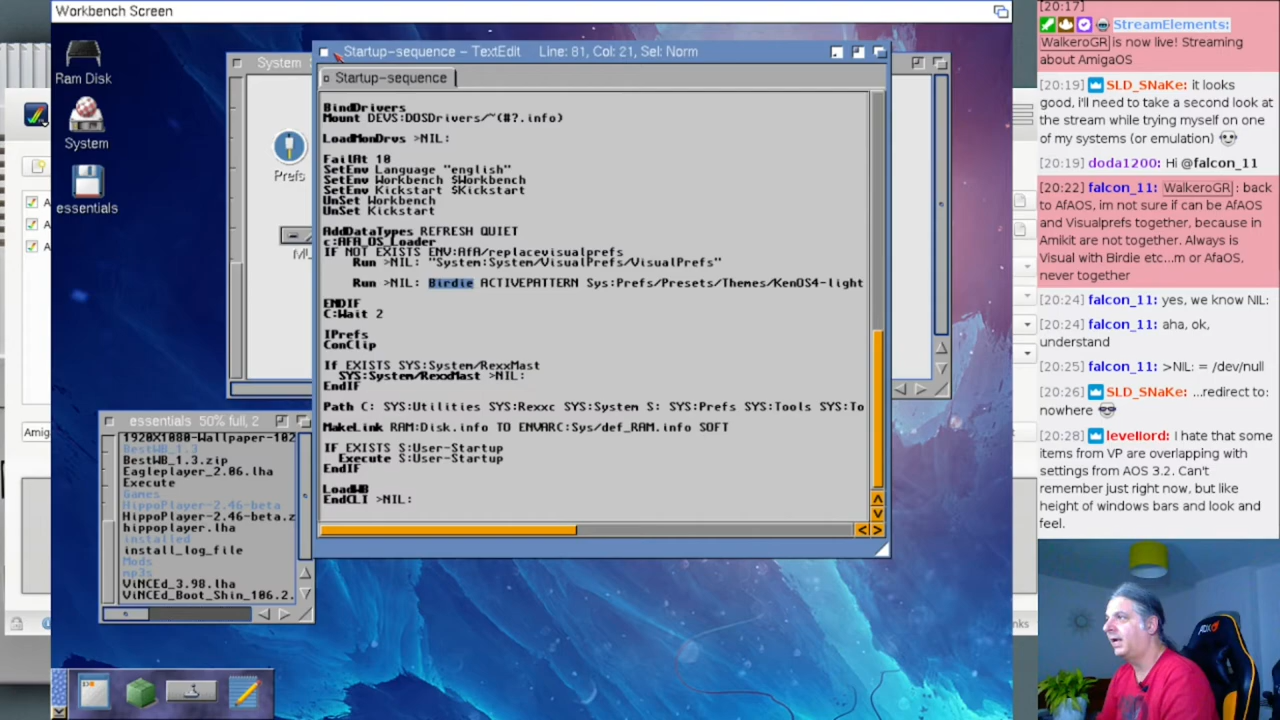 Workbench Screen
Ram Disk
System
essentials
System
Prefs
Startup-sequence – TextEdit Line: 81, Col: 21, Sel: Norm
Startup-sequence
BindDrivers
Mount DEVS:DOSDrivers/~(#?.info)
LoadMonDrvs >NIL:
FailAt 10
SetEnv Language "english"
SetEnv Workbench $Workbench
SetEnv Kickstart $Kickstart
UnSet Workbench
UnSet Kickstart
AddDataTypes REFRESH QUIET
c:AFA_OS_Loader
IF NOT EXISTS ENV:AfA/replacevisualprefs
Run >NIL: "System:System/VisualPrefs/VisualPrefs"
Run >NIL: Birdie ACTIVEPATTERN Sys:Prefs/Presets/Themes/KenOS4-light
ENDIF
C:Wait 2
IPrefs
ConClip
If EXISTS SYS:System/RexxMast
SYS:System/RexxMast >NIL:
EndIF
Path C: SYS:Utilities SYS:Rexxc SYS:System S: SYS:Prefs SYS:Tools SYS:To
MakeLink RAM:Disk.info TO ENVARC:Sys/def_RAM.info SOFT
IF EXISTS S:User-Startup
Execute S:User-Startup
EndIF
LoadWB
EndCLI >NIL:
essentials 50% full, 2
1920X1080-Wallpaper-102
BestWB_1.3
BestWB_1.3.zip
Eagleplayer_2.06.lha
Execute
Games
HippoPlayer-2.46-beta
HippoPlayer-2.46-beta.z
hippoplayer.lha
installed
install_log_file
Mods
mp3s
ViNCEd_3.98.lha
ViNCEd_Boot_Shin_106.2.
Amig
[20:17]
StreamElements:
WalkeroGR is now live! Streaming
about AmigaOS
[20:19] SLD_SNaKe: it looks
good, i'll need to take a second look at
the stream while trying myself on one
of my systems (or emulation)
[20:19] doda1200: Hi @falcon_11
[20:22] falcon_11: WalkeroGR : back
to AfAOS, im not sure if can be AfAOS
and Visualprefs together, because in
Amikit are not together. Always is
Visual with Birdie etc...m or AfaOS,
never together
[20:24] falcon_11: yes, we know NIL:
[20:24] falcon_11: aha, ok,
understand
[20:25] falcon_11: >NIL: = /dev/null
[20:26] SLD_SNaKe: ...redirect to:
nowhere
[20:28] levellord: I hate that some
items from VP are overlapping with
settings from AOS 3.2. Can't
remember just right now, but like
height of windows bars and look and
feel.